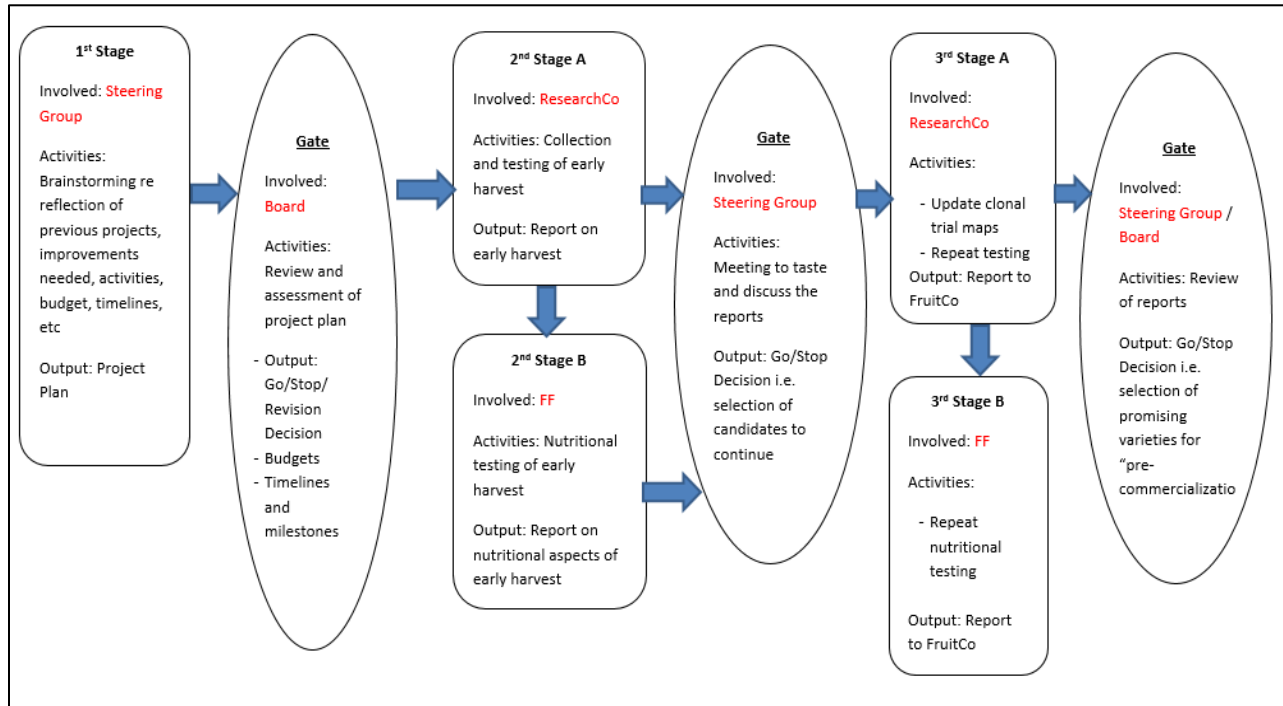 1st Stage
Involved: Steering
Group
Activities:
Brainstorming re
reflection of
previous projects,
improvements
needed, activities,
budget, timelines,
etc
Output: Project
Plan
Gate
Involved:
Board
Activities:
Review and
assessment of
project plan
- Output:
Go/Stop/
Revision
Decision
- Budgets
- Timelines
and
milestones
2nd Stage A
Involved: ResearchCo
Activities: Collection
and testing of early
harvest
Output: Report on
early harvest
2nd Stage B
Involved: FF
Activities: Nutritional
testing of early
harvest
Output: Report on
nutritional aspects of
early harvest
Gate
Involved:
Steering Group
Activities:
Meeting to taste
and discuss the
reports
Output: Go/Stop
Decision i.e.
selection of
candidates to
continue
3rd Stage A
Involved:
ResearchCo
Activities:
- Update clonal
trial maps
- Repeat testing
Output: Report to
FruitCo
3rd Stage B
Involved: FF
Activities:
- Repeat
nutritional
testing
Output: Report
to FruitCo
Gate
Involved:
Steering Group /
Board
Activities: Review
of reports
Output: Go/Stop
Decision i.e.
selection of
promising
varieties for
“pre-
commercializatio